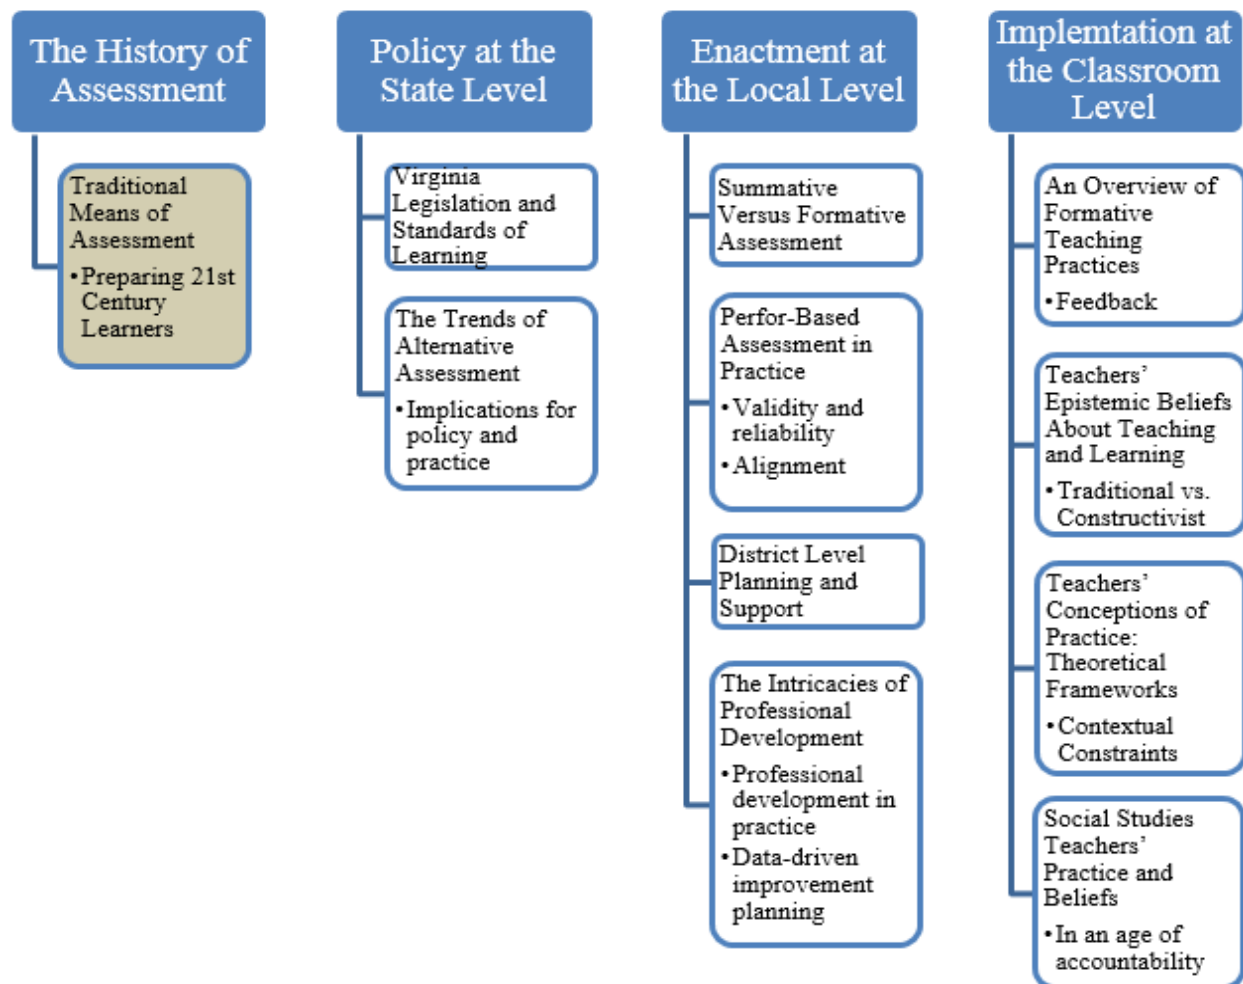 The History of
Assessment
Traditional
Means of
Assessment
•Preparing 21st
Century
Learners
Policy at the
State Level
Virginia
Legislation and
Standards of
Learning
The Trends of
Alternative
Assessment
•Implications for
policy and
practice
Enactment at
the Local Level
Summative
Versus Formative
Assessment
Perfor-Based
Assessment in
Practice
•Validity and
reliability
•Alignment
District Level
Planning and
Support
The Intricacies of
Professional
Development
•Professional
development in
practice
•Data-driven
improvement
planning
Implemtation at
the Classroom
Level
An Overview of
Formative
Teaching
Practices
•Feedback
Teachers’
Epistemic Beliefs
About Teaching
and Learning
•Traditional vs.
Constructivist
Teachers’
Conceptions of
Practice:
Theoretical
Frameworks
•Contextual
Constraints
Social Studies
Teachers’
Practice and
Beliefs
•In an age of
accountability